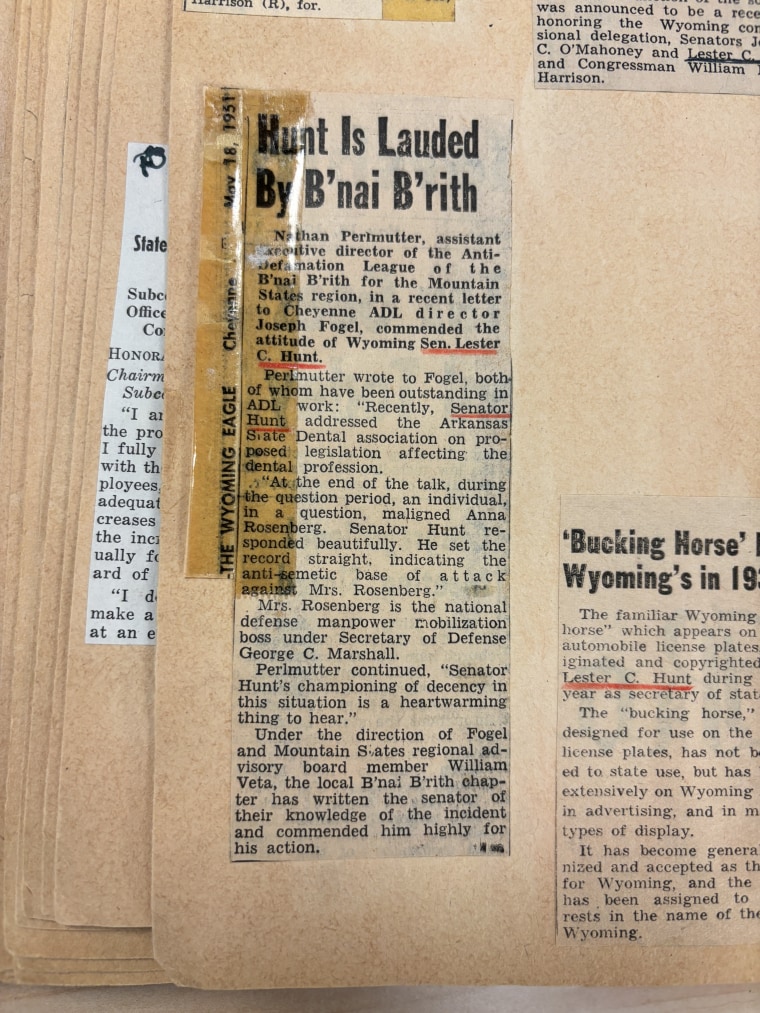 Harrison (R), for.
was announced to be a rece
honoring the Wyoming con
sional delegation, Senators J
C. O'Mahoney and Lester C.
and Congressman William
Harrison.
THE WYOMING EAGLE Cheyenne May 18, 1951
Hunt Is Lauded
By B'nai B'rith
Nathan Perlmutter, assistant
Executive director of the Anti-
Defamation League of the
B'nai B'rith for the Mountain
States region, in a recent letter
to Cheyenne ADL director
Joseph Fogel, commended the
attitude of Wyoming Sen. Lester
C. Hunt.
Perlmutter wrote to Fogel, both
of whom have been outstanding in
ADL work: "Recently, Senator
Hunt addressed the Arkansas
State Dental association on pro-
posed legislation affecting the
dental profession.
"At the end of the talk, during
the question period, an individual,
in a question, maligned Anna
Rosenberg. Senator Hunt re-
sponded beautifully. He set the
record straight, indicating the
anti-semetic base of attack
against Mrs. Rosenberg."
Mrs. Rosenberg is the national
defense manpower mobilization
boss under Secretary of Defense
George C. Marshall.
Perlmutter continued, "Senator
Hunt's championing of decency in
this situation is a heartwarming
thing to hear."
Under the direction of Fogel
and Mountain States regional ad-
visory board member William
Veta, the local B'nai B'rith chap-
ter has written the senator of
their knowledge of the incident
and commended him highly for
his action.
State
Subc
Office
Co
HONOR
Chairm
Subc
"I a
the pro
I fully
with th
ployees,
adequat
creases
the inc
ually f
ard of
"I d
make a
at an e
'Bucking Horse'
Wyoming's in 193
The familiar Wyoming
horse" which appears on
automobile license plates
iginated and copyrighted
Lester C. Hunt during
year as secretary of stat
The "bucking horse,"
designed for use on the
license plates, has not b
ed to state use, but has
extensively on Wyoming
in advertising, and in m
types of display.
It has become genera
nized and accepted as th
for Wyoming, and the
has been assigned to
rests in the name of the
Wyoming.